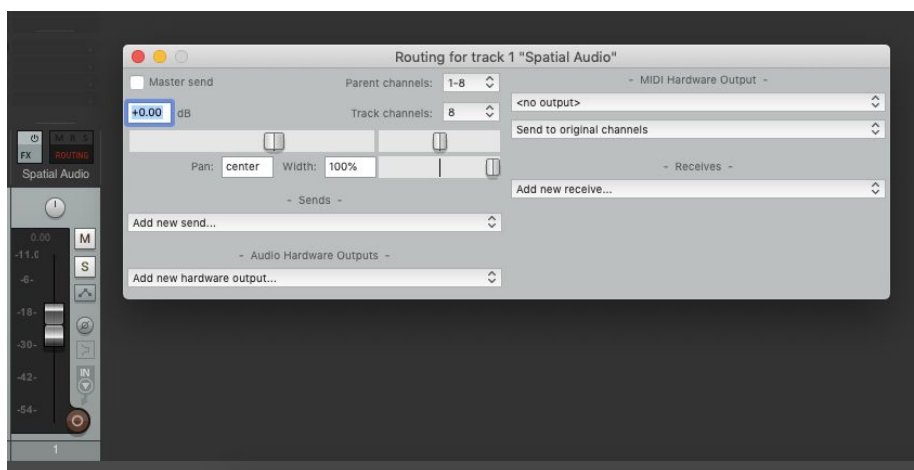 Routing for track 1 "Spatial Audio"
Master send
Parent channels: 1-8
+0.00 dB
Track channels: 8
Pan: center Width: 100%
- Sends -
Add new send...
- Audio Hardware Outputs -
Add new hardware output...
- MIDI Hardware Output -
<no output>
Send to original channels
- Receives -
Add new receive...
M R S
FX ROUTING
Spatial Audio
0.00
M
-11.0
S
-6-
-18-
-30-
IN
-42-
-54-
1